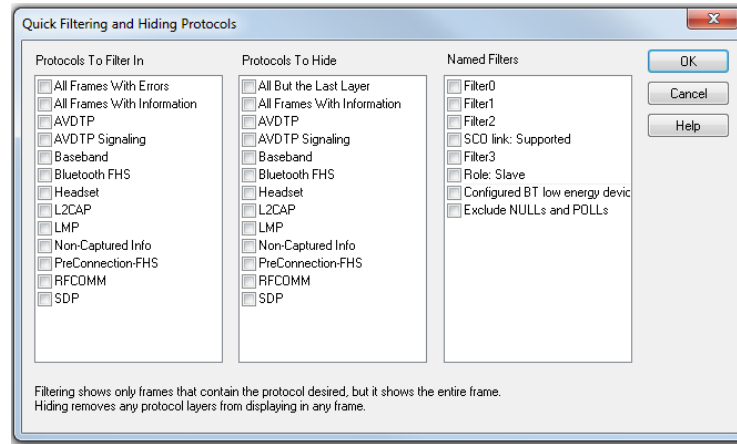 Quick Filtering and Hiding Protocols
Protocols To Filter In
All Frames With Errors
All Frames With Information
AVDTP
AVDTP Signaling
Baseband
Bluetooth FHS
Headset
L2CAP
LMP
Non-Captured Info
PreConnection-FHS
RFCOMM
SDP
Protocols To Hide
All But the Last Layer
All Frames With Information
AVDTP
AVDTP Signaling
Baseband
Bluetooth FHS
Headset
L2CAP
LMP
Non-Captured Info
PreConnection-FHS
RFCOMM
SDP
Named Filters
Filter0
Filter1
Filter2
SCO link: Supported
Filter3
Role: Slave
Configured BT low energy devic
Exclude NULLs and POLLs
OK
Cancel
Help
Filtering shows only frames that contain the protocol desired, but it shows the entire frame.
Hiding removes any protocol layers from displaying in any frame.